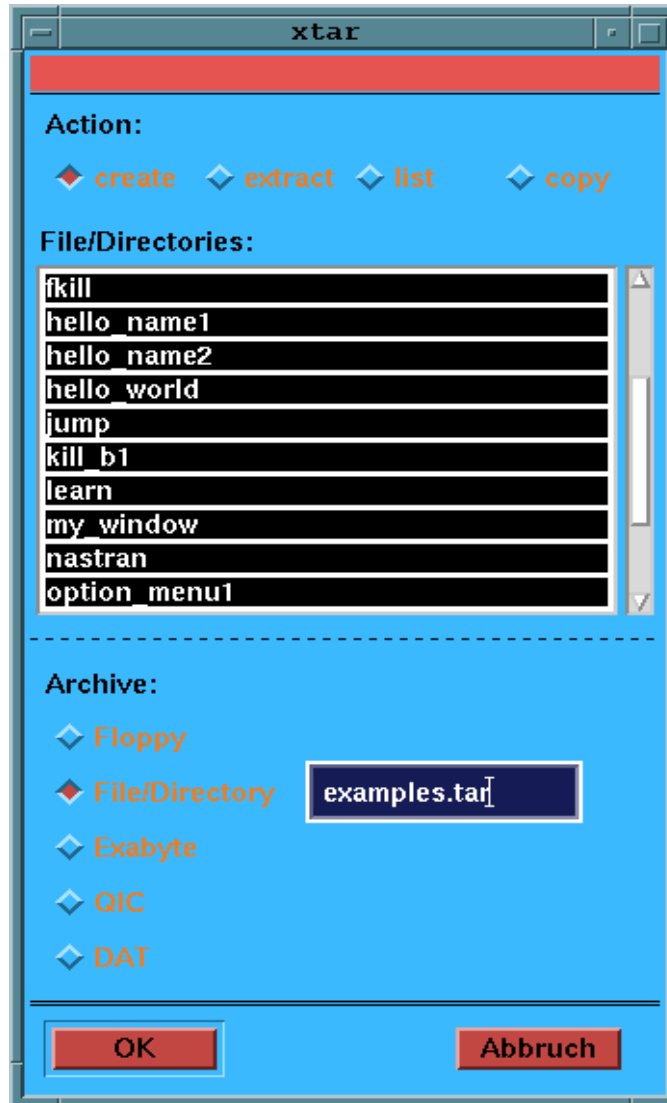 xtar
Action:
create extract list copy
File/Directories:
fkill
hello_name1
hello_name2
hello_world
jump
kill_b1
learn
my_window
nastran
option_menu1
Archive:
Floppy
File/Directory examples.tar
Exabyte
QIC
DAT
OK Abbruch